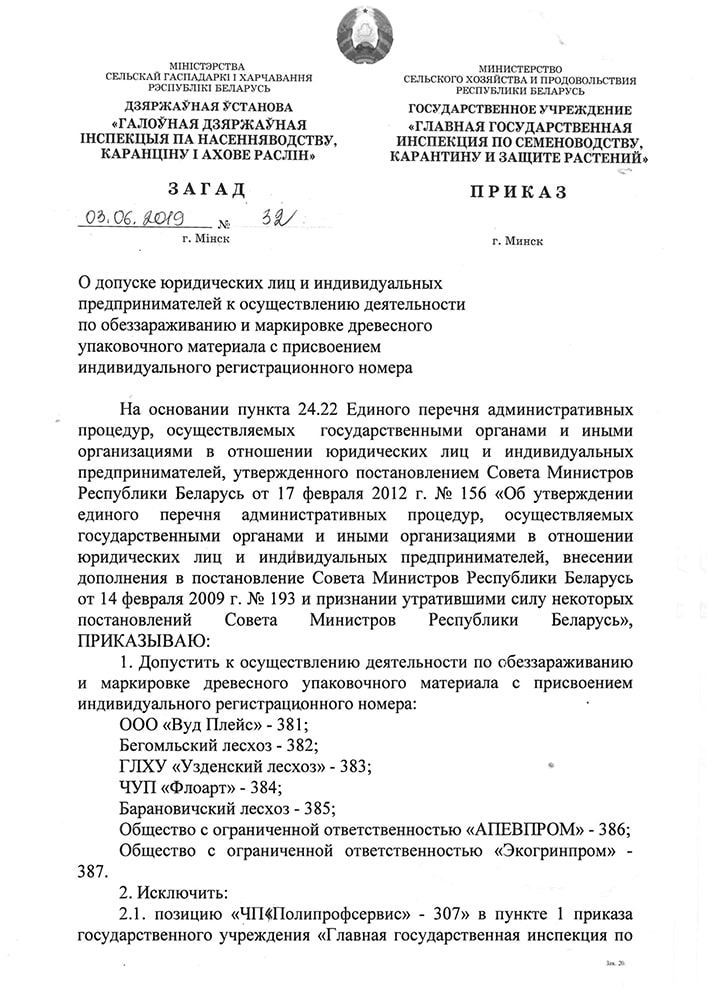 МІНІСТЭРСТВА
СЕЛЬСКАЙ ГАСПАДАРКІ І ХАРЧАВАННЯ
РЭСПУБЛІКІ БЕЛАРУСЬ
ДЗЯРЖАЎНАЯ ЎСТАНОВА
«ГАЛОЎНАЯ ДЗЯРЖАЎНАЯ
ІНСПЕКЦЫЯ ПА НАСЕННЯВОДСТВУ,
КАРАНЦІНУ І АХОВЕ РАСЛІН»
ЗАГАД
03.06.2019 № 32
г. Мінск
МИНИСТЕРСТВО
СЕЛЬСКОГО ХОЗЯЙСТВА И ПРОДОВОЛЬСТВИЯ
РЕСПУБЛИКИ БЕЛАРУСЬ
ГОСУДАРСТВЕННОЕ УЧРЕЖДЕНИЕ
«ГЛАВНАЯ ГОСУДАРСТВЕННАЯ
ИНСПЕКЦИЯ ПО СЕМЕНОВОДСТВУ,
КАРАНТИНУ И ЗАЩИТЕ РАСТЕНИЙ»
ПРИКАЗ
г. Минск
О допуске юридических лиц и индивидуальных
предпринимателей к осуществлению деятельности
по обеззараживанию и маркировке древесного
упаковочного материала с присвоением
индивидуального регистрационного номера
На основании пункта 24.22 Единого перечня административных
процедур, осуществляемых государственными органами и иными
организациями в отношении юридических лиц и индивидуальных
предпринимателей, утвержденного постановлением Совета Министров
Республики Беларусь от 17 февраля 2012 г. № 156 «Об утверждении
единого перечня административных процедур, осуществляемых
государственными органами и иными организациями в отношении
юридических лиц и индивидуальных предпринимателей, внесении
дополнения в постановление Совета Министров Республики Беларусь
от 14 февраля 2009 г. № 193 и признании утратившими силу некоторых
постановлений Совета Министров Республики Беларусь»,
ПРИКАЗЫВАЮ:
1. Допустить к осуществлению деятельности по обеззараживанию
и маркировке древесного упаковочного материала с присвоением
индивидуального регистрационного номера:
ООО «Вуд Плейс» - 381;
Бегомльский лесхоз - 382;
ГЛХУ «Узденский лесхоз» - 383;
ЧУП «Флоарт» - 384;
Барановичский лесхоз - 385;
Общество с ограниченной ответственностью «АПЕВПРОМ» - 386;
Общество с ограниченной ответственностью «Экогринпром» -
387.
2. Исключить:
2.1. позицию «ЧП«Полипрофсервис» - 307» в пункте 1 приказа
государственного учреждения «Главная государственная инспекция по
Зак. 20.